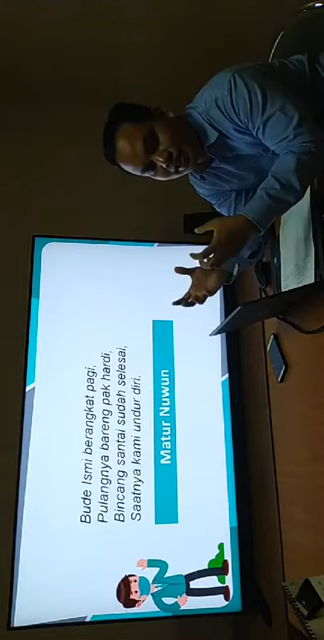 Bude Ismi berangkat pagi,
Pulangnya bareng pak hardi,
Bincang santai sudah selesai,
Saatnya kami undur diri.
Matur Nuwun